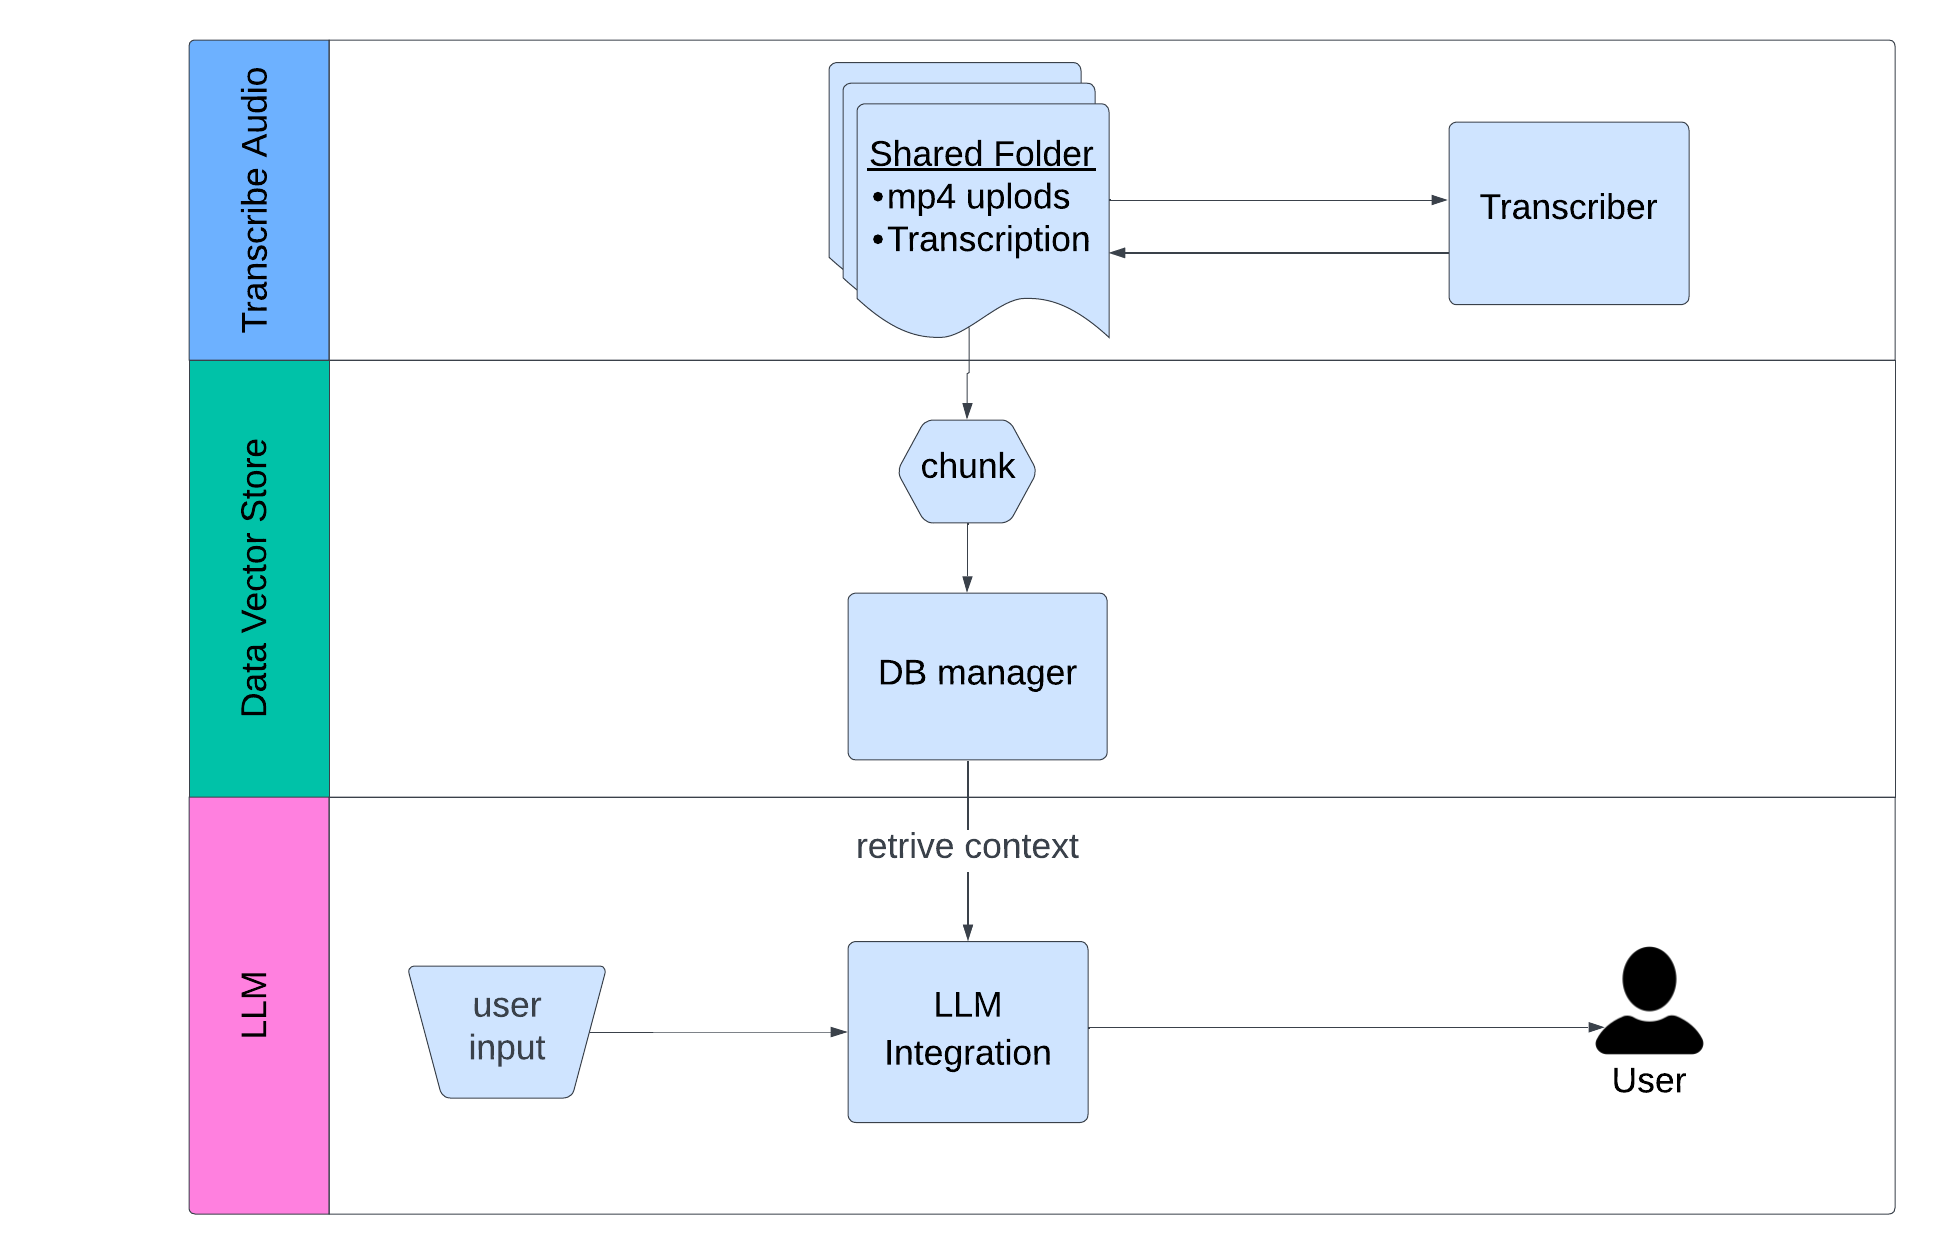 Transcribe Audio
Shared Folder
•mp4 uplods
•Transcription
Transcriber
Data Vector Store
chunk
DB manager
LLM
retrive context
user
input
LLM
Integration
User